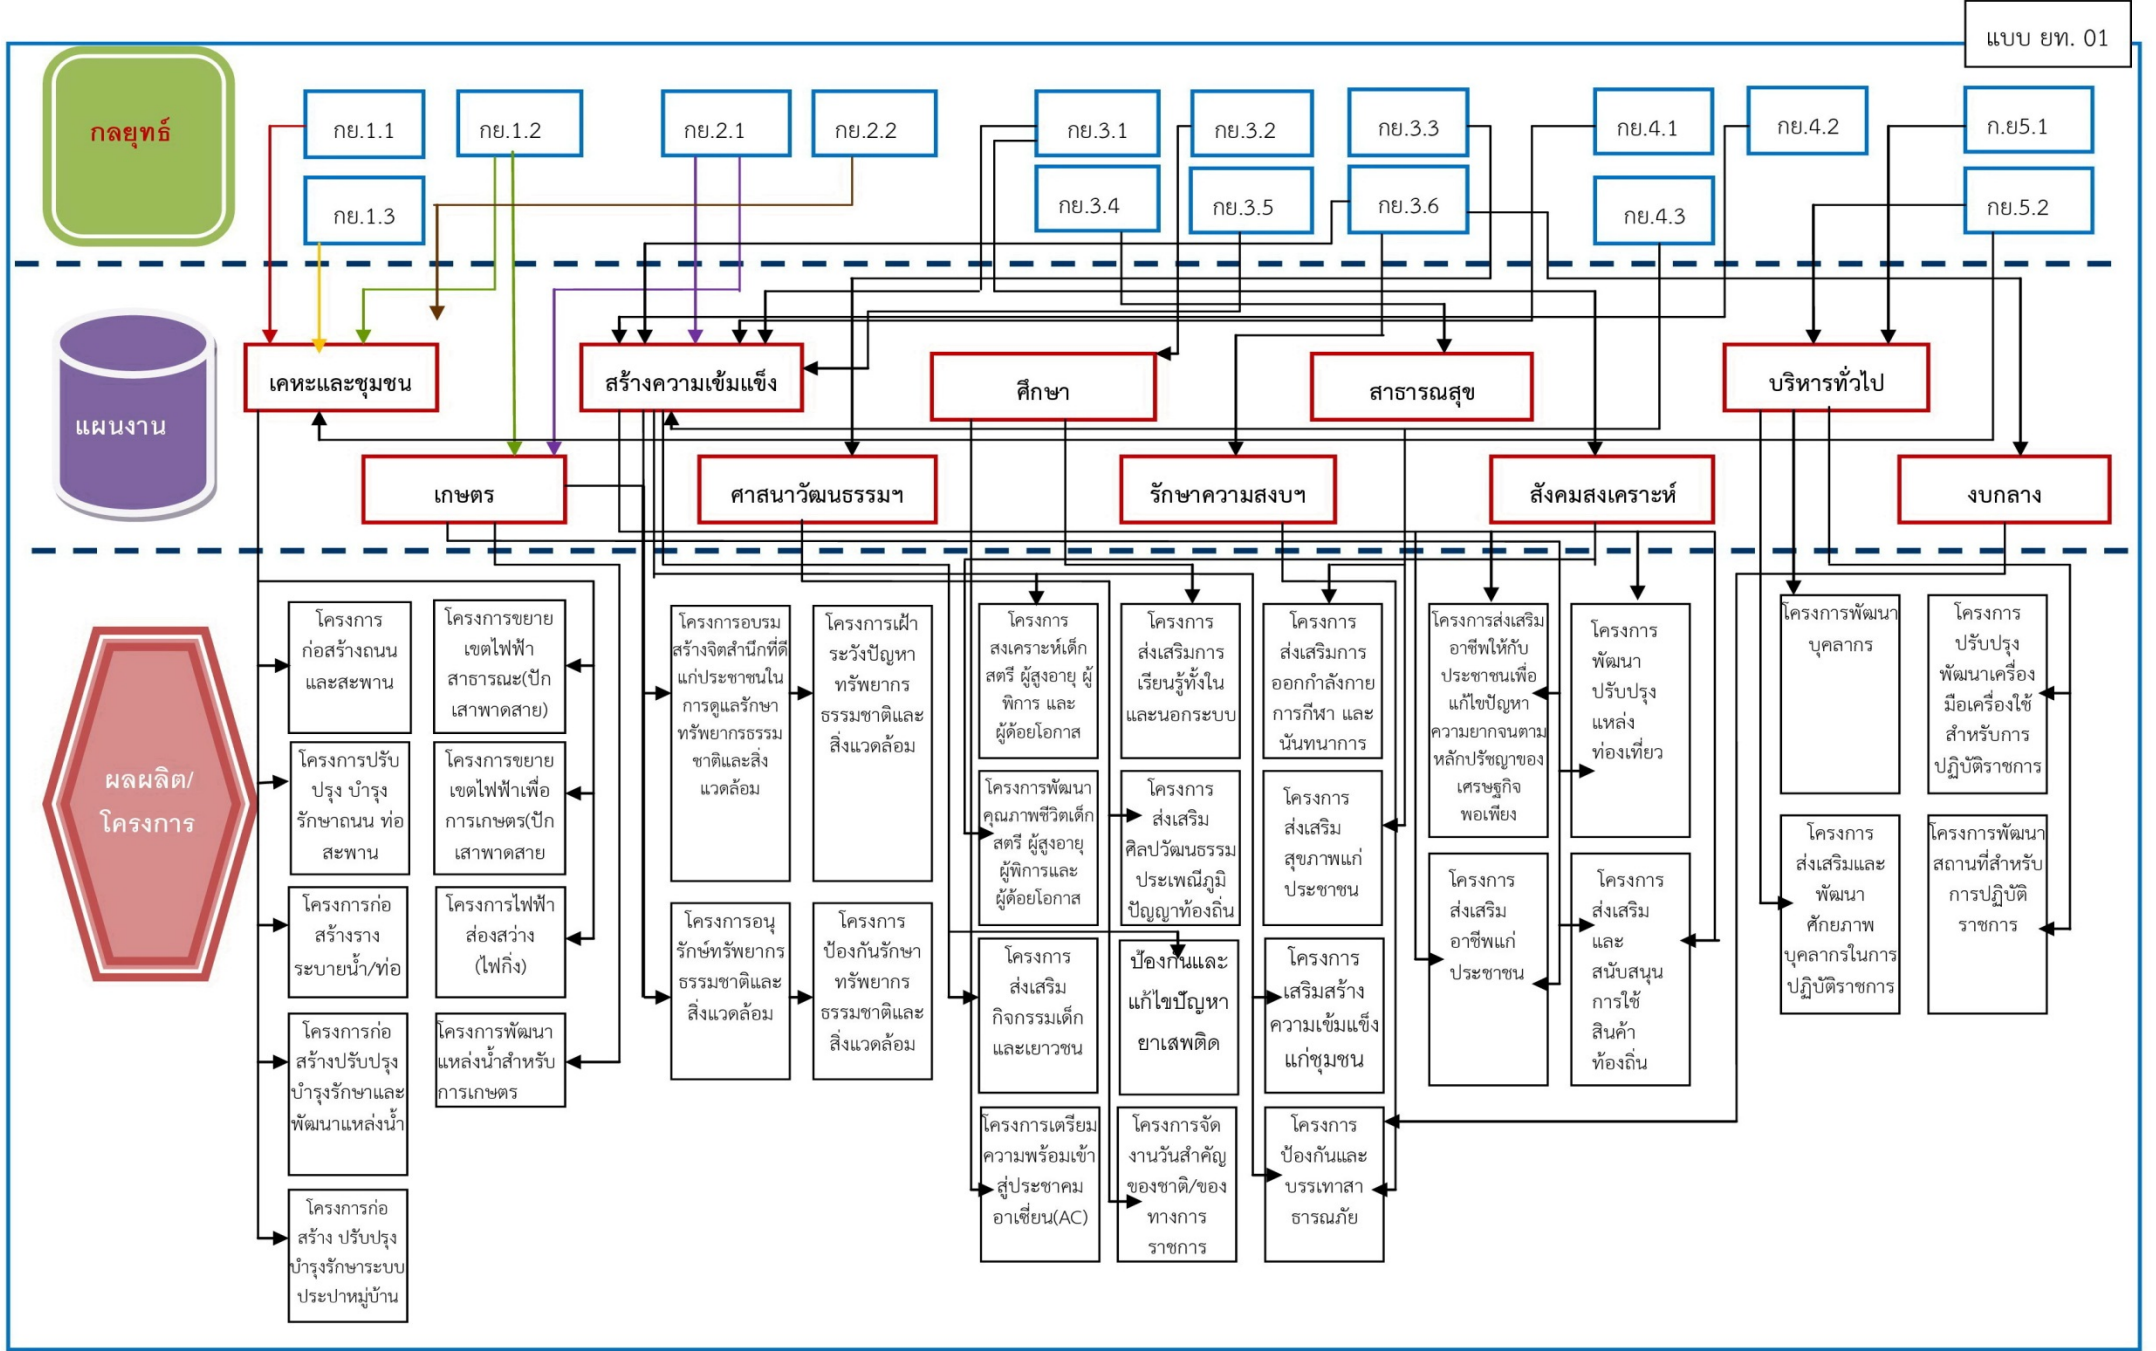 แบบ ยท. 01
กลยุทธ์
กย.1.1
กย.1.2
กย.2.1
กย.2.2
กย.3.1
กย.3.2
กย.3.3
กย.4.1
กย.4.2
ก.ย5.1
กย.1.3
กย.3.4
กย.3.5
กย.3.6
กย.4.3
กย.5.2
แผนงาน
เคหะและชุมชน
สร้างความเข้มแข็ง
ศึกษา
สาธารณสุข
บริหารทั่วไป
เกษตร
ศาสนาวัฒนธรรมฯ
รักษาความสงบฯ
สังคมสงเคราะห์
งบกลาง
ผลผลิต/
โครงการ
โครงการ
ก่อสร้างถนน
และสะพาน
โครงการขยาย
เขตไฟฟ้า
สาธารณะ(ปัก
เสาพาดสาย)
โครงการปรับ
ปรุง บำรุง
รักษาถนน ท่อ
สะพาน
โครงการขยาย
เขตไฟฟ้าเพื่อ
การเกษตร(ปัก
เสาพาดสาย
โครงการก่อ
สร้างราง
ระบายน้ำ/ท่อ
โครงการไฟฟ้า
ส่องสว่าง
(ไฟกิ่ง)
โครงการก่อ
สร้างปรับปรุง
บำรุงรักษาและ
พัฒนาแหล่งน้ำ
โครงการพัฒนา
แหล่งน้ำสำหรับ
การเกษตร
โครงการก่อ
สร้าง ปรับปรุง
บำรุงรักษาระบบ
ประปาหมู่บ้าน
โครงการอบรม
สร้างจิตสำนึกที่ดี
แก่ประชาชนใน
การดูแลรักษา
ทรัพยากรธรรม
ชาติและสิ่ง
แวดล้อม
โครงการเฝ้า
ระวังปัญหา
ทรัพยากร
ธรรมชาติและ
สิ่งแวดล้อม
โครงการอนุ
รักษ์ทรัพยากร
ธรรมชาติและ
สิ่งแวดล้อม
โครงการ
ป้องกันรักษา
ทรัพยากร
ธรรมชาติและ
สิ่งแวดล้อม
โครงการ
สงเคราะห์เด็ก
สตรี ผู้สูงอายุ ผู้
พิการ และ
ผู้ด้อยโอกาส
โครงการ
ส่งเสริมการ
เรียนรู้ทั้งใน
และนอกระบบ
โครงการ
ส่งเสริมการ
ออกกำลังกาย
การกีฬา และ
นันทนาการ
โครงการพัฒนา
คุณภาพชีวิตเด็ก
สตรี ผู้สูงอายุ
ผู้พิการและ
ผู้ด้อยโอกาส
โครงการ
ส่งเสริม
ศิลปวัฒนธรรม
ประเพณีภูมิ
ปัญญาท้องถิ่น
โครงการ
ส่งเสริม
สุขภาพแก่
ประชาชน
โครงการ
ส่งเสริม
กิจกรรมเด็ก
และเยาวชน
ป้องกันและ
แก้ไขปัญหา
ยาเสพติด
โครงการ
เสริมสร้าง
ความเข้มแข็ง
แก่ชุมชน
โครงการเตรียม
ความพร้อมเข้า
สู่ประชาคม
อาเซี่ยน(AC)
โครงการจัด
งานวันสำคัญ
ของชาติ/ของ
ทางการ
ราชการ
โครงการ
ป้องกันและ
บรรเทาสา
ธารณภัย
โครงการส่งเสริม
อาชีพให้กับ
ประชาชนเพื่อ
แก้ไขปัญหา
ความยากจนตาม
หลักปรัชญาของ
เศรษฐกิจ
พอเพียง
โครงการ
พัฒนา
ปรับปรุง
แหล่ง
ท่องเที่ยว
โครงการ
ส่งเสริม
อาชีพแก่
ประชาชน
โครงการ
ส่งเสริม
และ
สนับสนุน
การใช้
สินค้า
ท้องถิ่น
โครงการพัฒนา
บุคลากร
โครงการ
ปรับปรุง
พัฒนาเครื่อง
มือเครื่องใช้
สำหรับการ
ปฏิบัติราชการ
โครงการ
ส่งเสริมและ
พัฒนา
ศักยภาพ
บุคลากรในการ
ปฏิบัติราชการ
โครงการพัฒนา
สถานที่สำหรับ
การปฏิบัติ
ราชการ